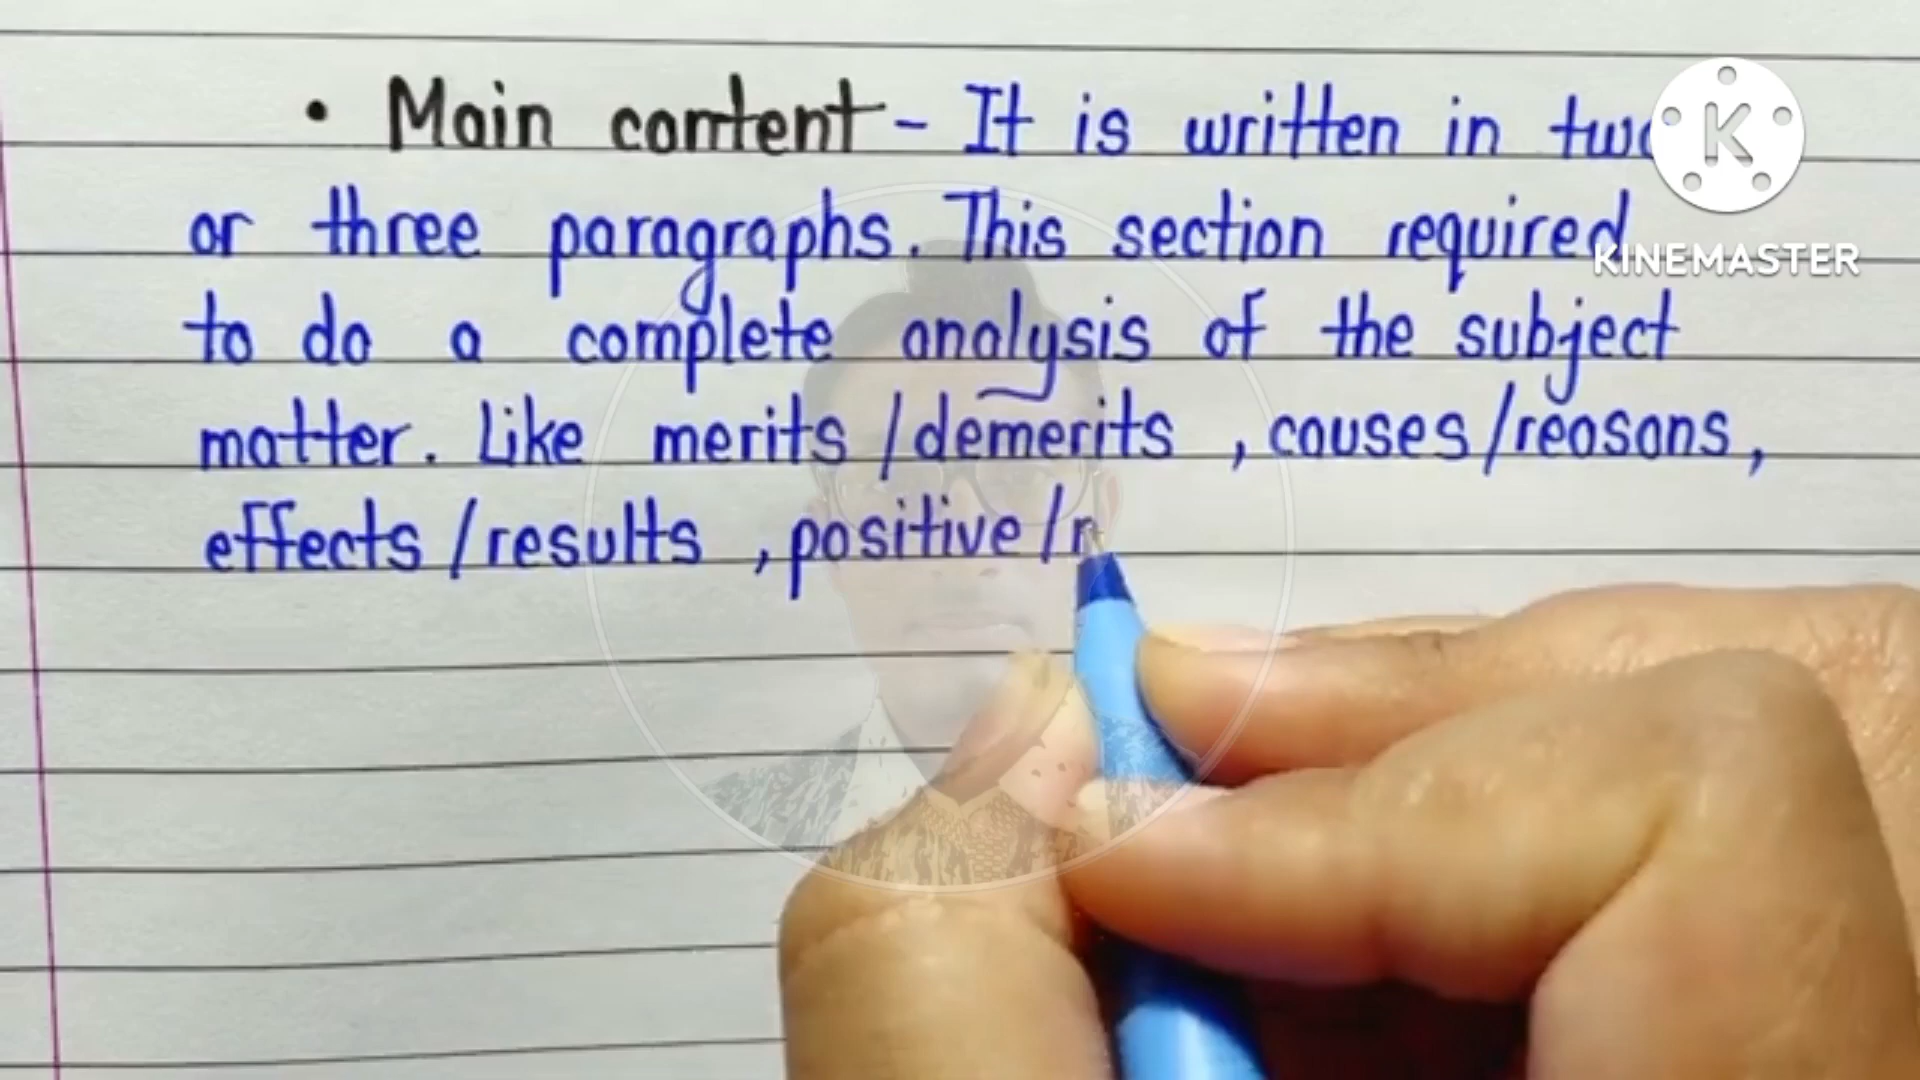 • Main content - It is written in two
or three paragraphs. This section required
to do a complete analysis of the subject
matter. Like merits / demerits , causes / reasons,
effects / results , positive / n
K
KINEMASTER